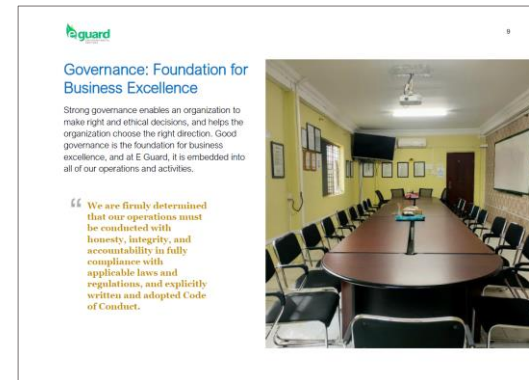 eguard
9
Governance: Foundation for
Business Excellence
Strong governance enables an organization to
make right and ethical decisions, and helps the
organization choose the right direction. Good
governance is the foundation for business
excellence, and at E Guard, it is embedded into
all of our operations and activities.
“ We are firmly determined
that our operations must
be conducted with
honesty, integrity, and
accountability in fully
compliance with
applicable laws and
regulations, and explicitly
written and adopted Code
of Conduct.